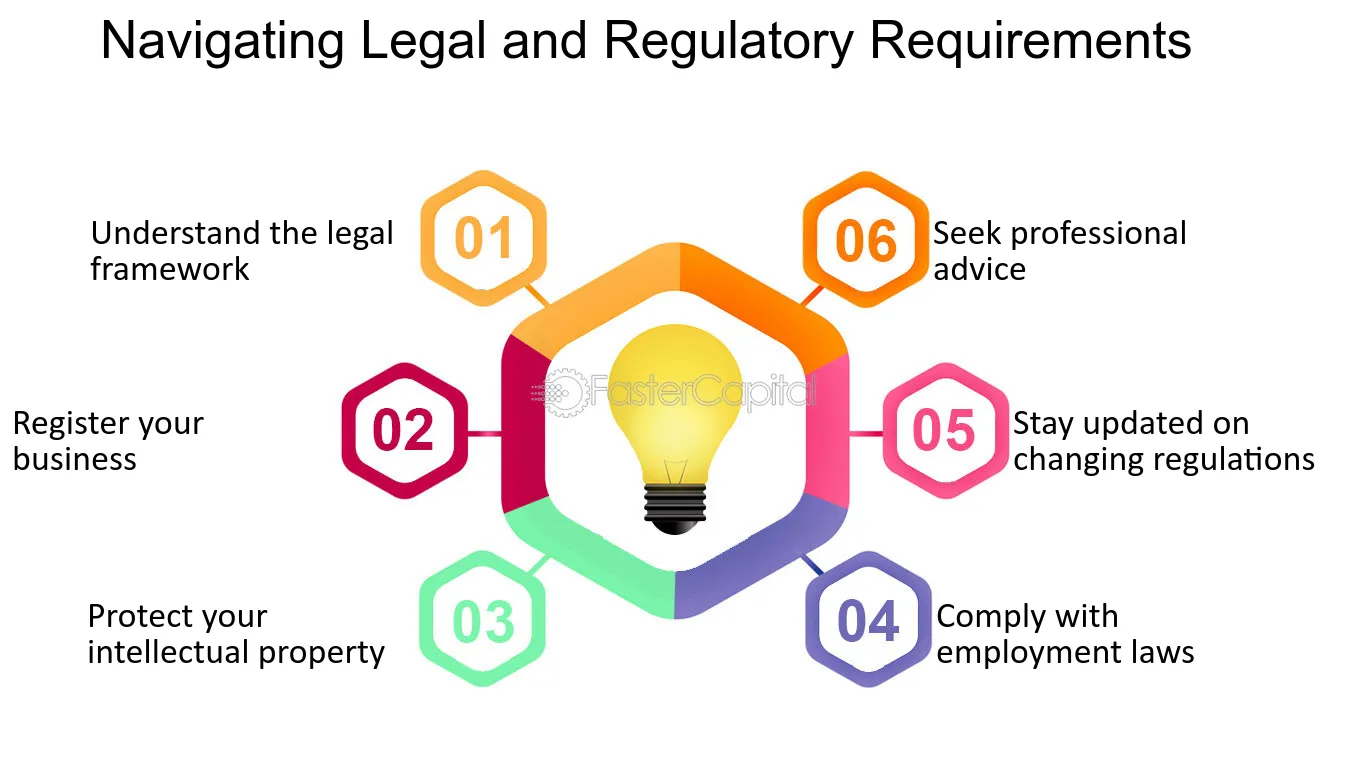 Navigating Legal and Regulatory Requirements
01
Understand the legal
framework
02
Register your
business
03
Protect your
intellectual property
04
Comply with
employment laws
05
Stay updated on
changing regulations
06
Seek professional
advice
FasterCapital